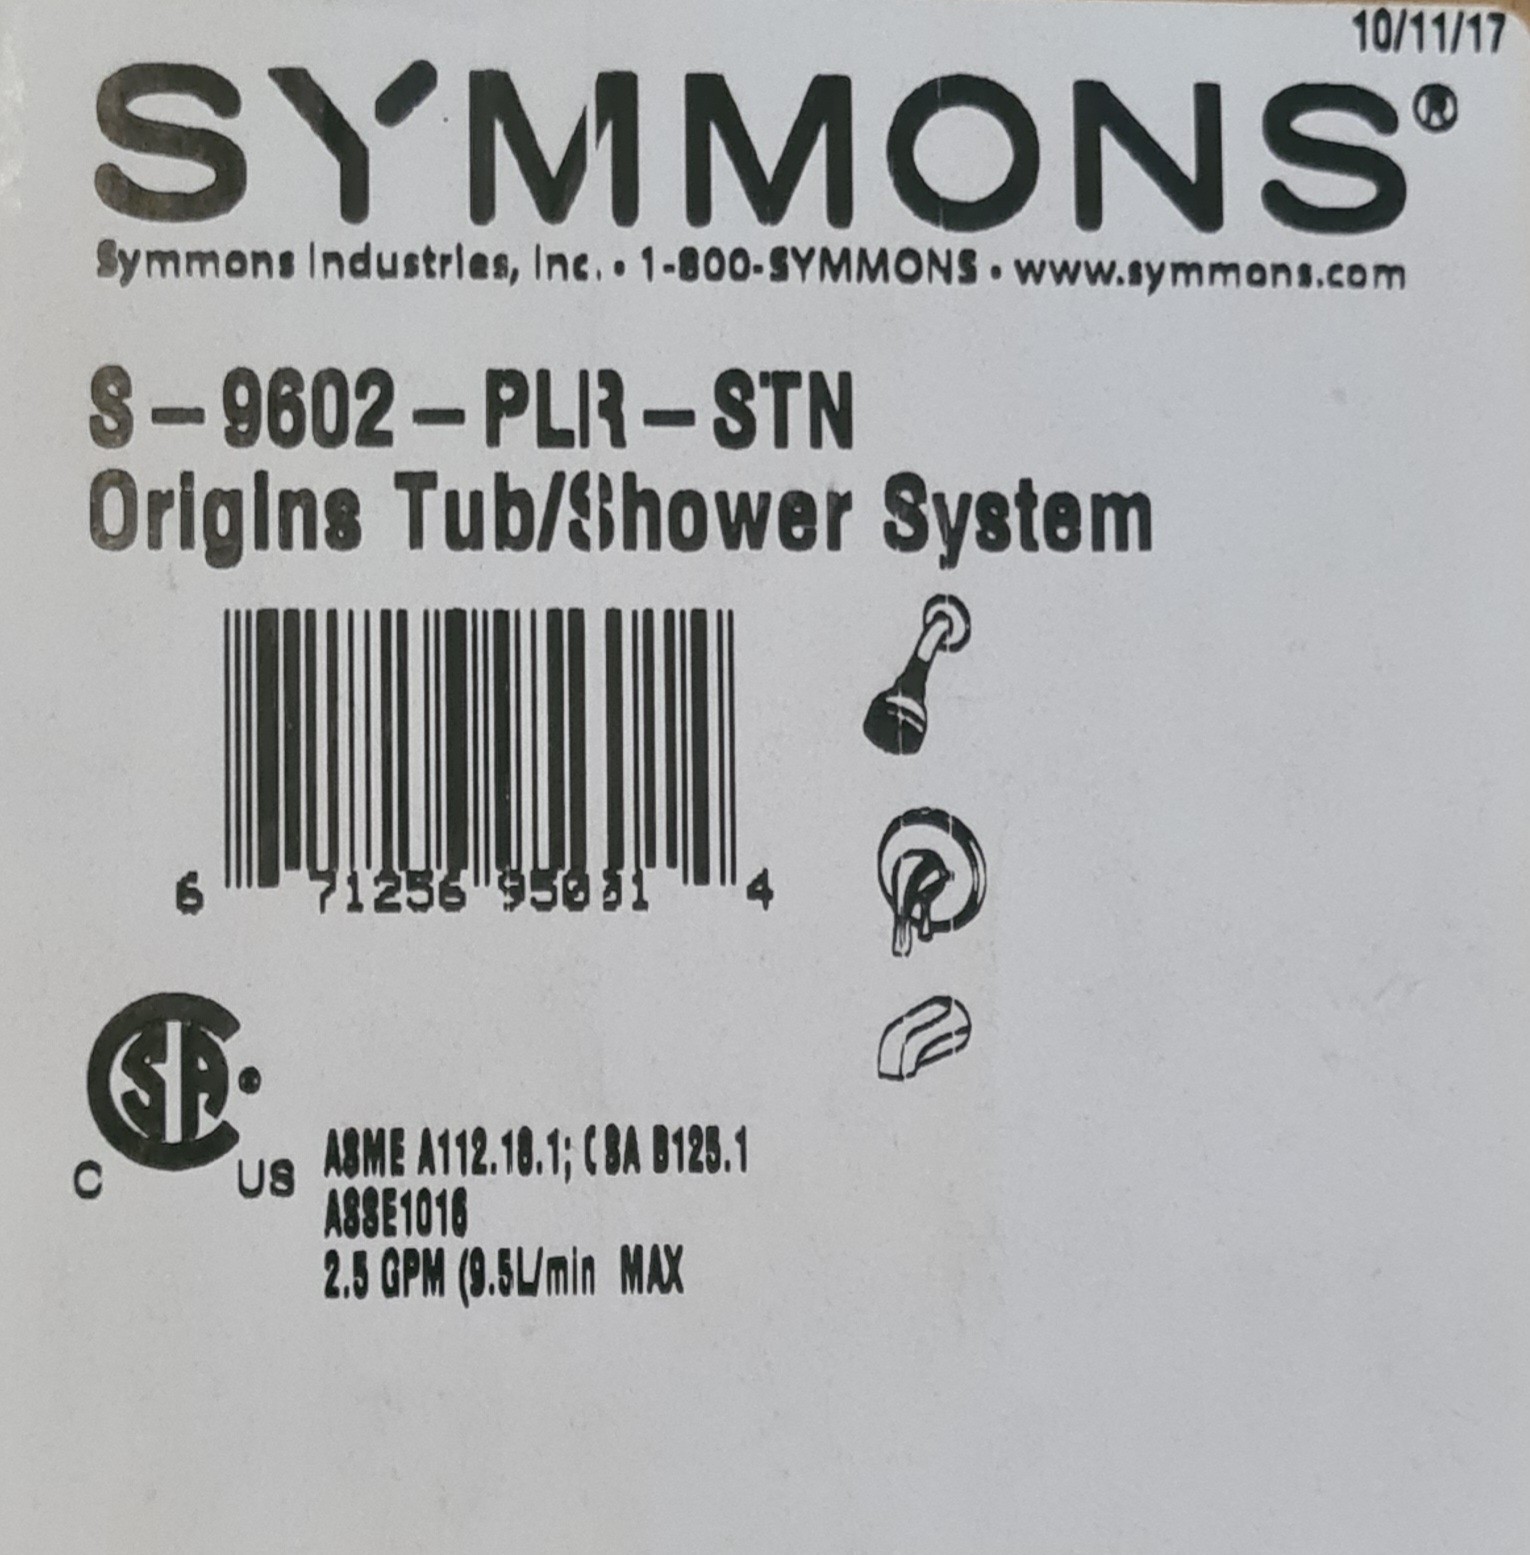 10/11/17
SYMMONS®
Symmons Industries, Inc. • 1-800-SYMMONS • www.symmons.com
S-9602-PLR-STN
Origins Tub/Shower System
6 71256 4
CSA®
C US
ASME A112.18.1; CSA B125.1
ASSE1016
2.5 GPM (9.5L/min MAX